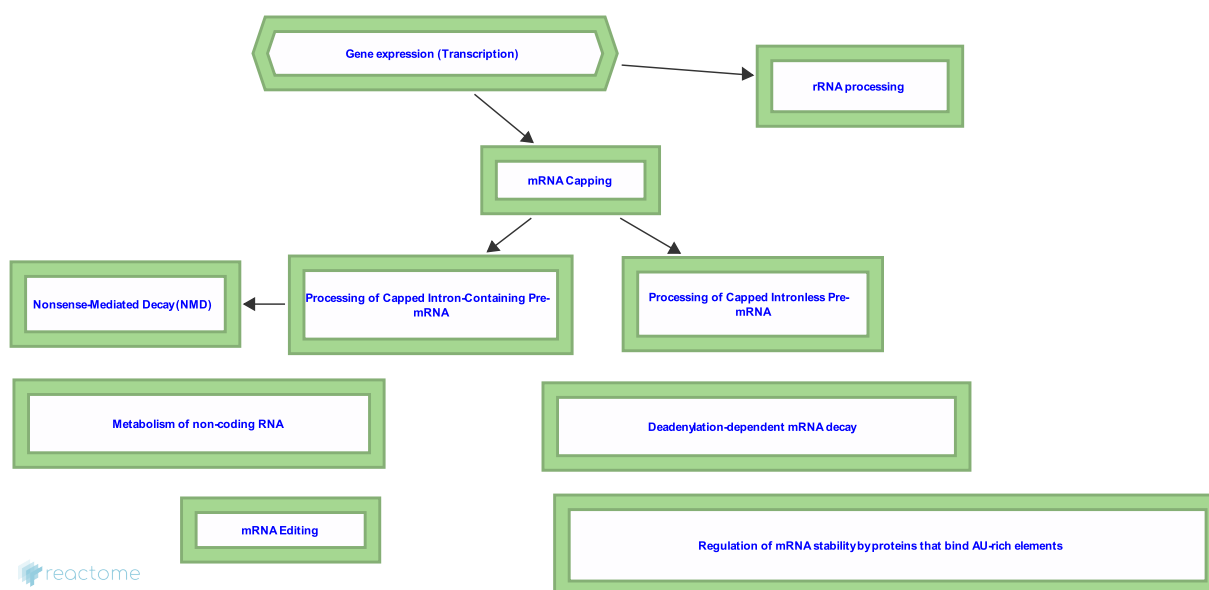 Gene expression (Transcription)
rRNA processing
mRNA Capping
Nonsense-Mediated Decay (NMD)
Processing of Capped Intron-Containing Pre-
mRNA
Processing of Capped Intronless Pre-
mRNA
Metabolism of non-coding RNA
Deadenylation-dependent mRNA decay
mRNA Editing
Regulation of mRNA stability by proteins that bind AU-rich elements
reactome